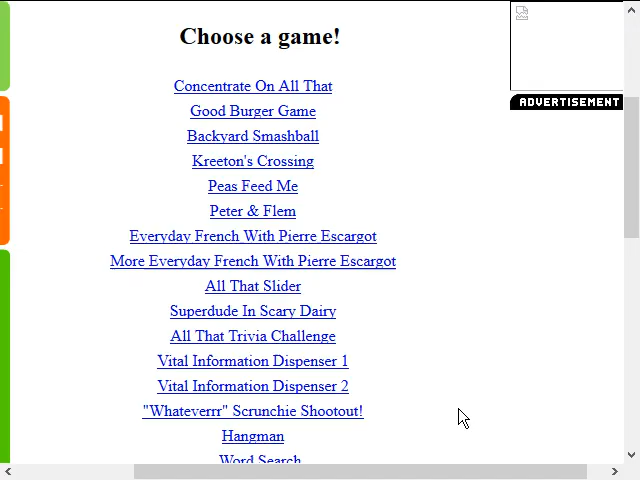 Choose a game!
ADVERTISEMENT
Concentrate On All That
Good Burger Game
Backyard Smashball
Kreeton's Crossing
Peas Feed Me
Peter & Flem
Everyday French With Pierre Escargot
More Everyday French With Pierre Escargot
All That Slider
Superdude In Scary Dairy
All That Trivia Challenge
Vital Information Dispenser 1
Vital Information Dispenser 2
"Whateverrr" Scrunchie Shootout!
Hangman
Word Search